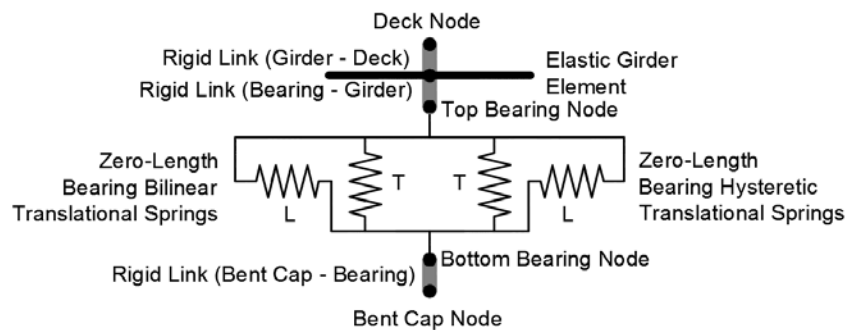 Deck Node
Rigid Link (Girder - Deck)
Elastic Girder
Element
Rigid Link (Bearing - Girder)
Top Bearing Node
Zero-Length
Bearing Bilinear
Translational Springs
L
T
T
L
Zero-Length
Bearing Hysteretic
Translational Springs
Bottom Bearing Node
Rigid Link (Bent Cap - Bearing)
Bent Cap Node